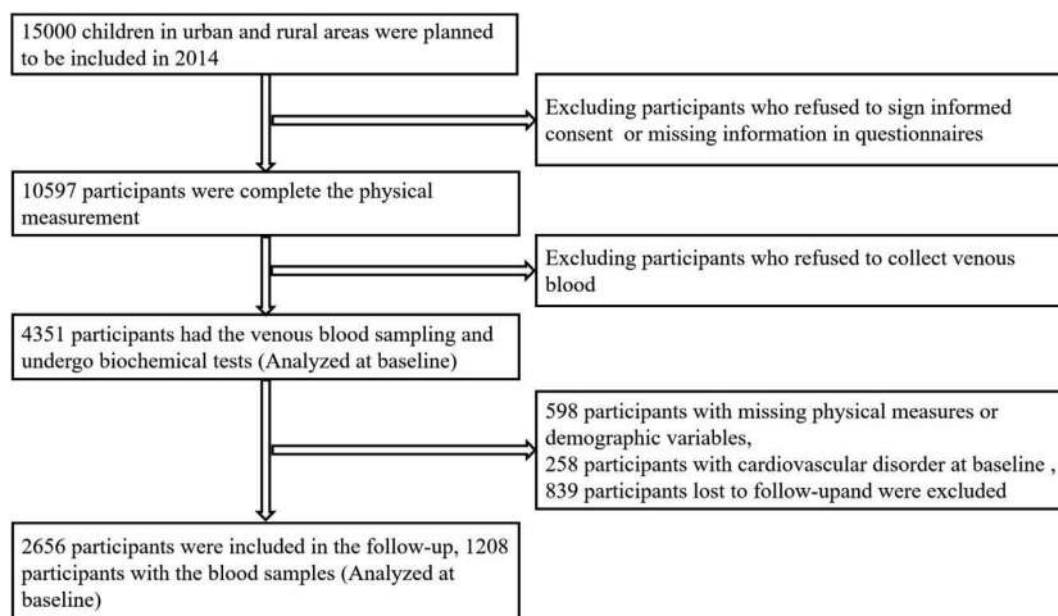 15000 children in urban and rural areas were planned
to be included in 2014
Excluding participants who refused to sign informed
consent or missing information in questionnaires
10597 participants were complete the physical
measurement
Excluding participants who refused to collect venous
blood
4351 participants had the venous blood sampling and
undergo biochemical tests (Analyzed at baseline)
598 participants with missing physical measures or
demographic variables,
258 participants with cardiovascular disorder at baseline ,
839 participants lost to follow-upand were excluded
2656 participants were included in the follow-up, 1208
participants with the blood samples (Analyzed at
baseline)